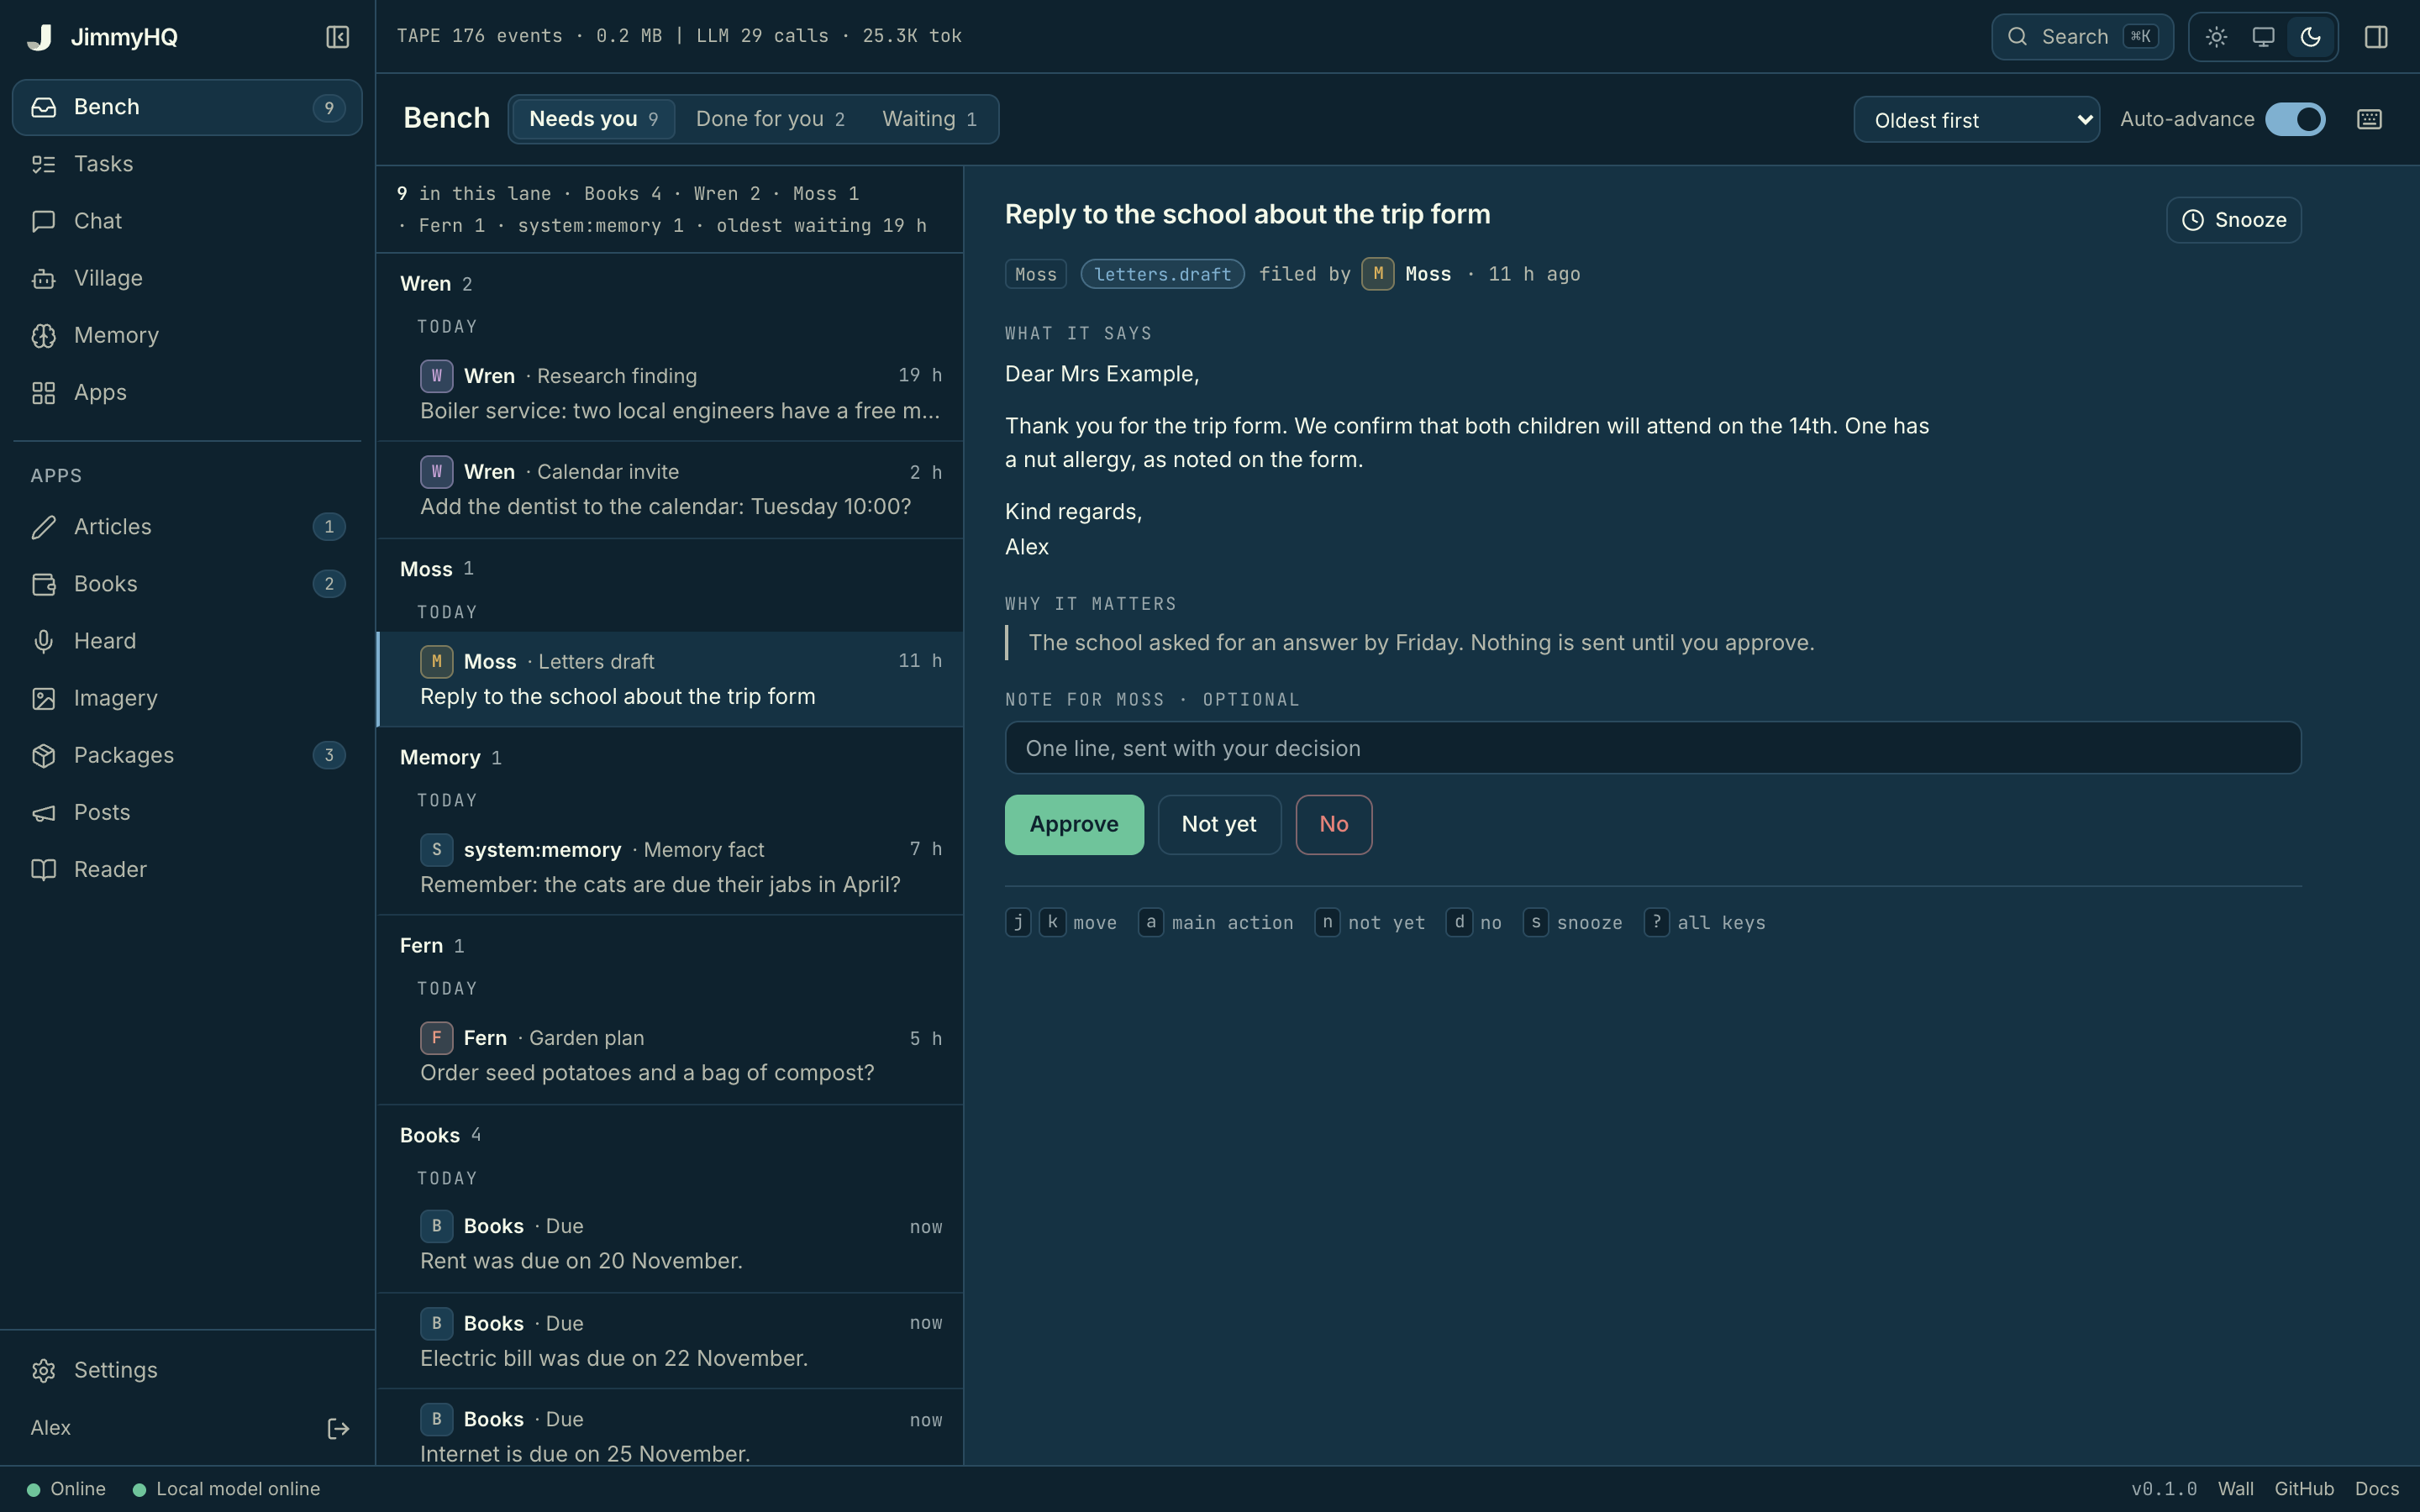 JimmyHQ
Bench 9
Tasks
Chat
Village
Memory
Apps
APPS
Articles 1
Books 2
Heard
Imagery
Packages 3
Posts
Reader
Settings
Alex
TAPE 176 events · 0.2 MB | LLM 29 calls · 25.3K tok
Search ⌘K
Bench
Needs you 9
Done for you 2
Waiting 1
Oldest first
Auto-advance
9 in this lane · Books 4 · Wren 2 · Moss 1
· Fern 1 · system:memory 1 · oldest waiting 19 h
Wren 2
TODAY
W Wren · Research finding 19 h
Boiler service: two local engineers have a free m...
W Wren · Calendar invite 2 h
Add the dentist to the calendar: Tuesday 10:00?
Moss 1
TODAY
M Moss · Letters draft 11 h
Reply to the school about the trip form
Memory 1
TODAY
S system:memory · Memory fact 7 h
Remember: the cats are due their jabs in April?
Fern 1
TODAY
F Fern · Garden plan 5 h
Order seed potatoes and a bag of compost?
Books 4
TODAY
B Books · Due now
Rent was due on 20 November.
B Books · Due now
Electric bill was due on 22 November.
B Books · Due now
Internet is due on 25 November.
Reply to the school about the trip form
Snooze
Moss letters.draft filed by M Moss · 11 h ago
WHAT IT SAYS
Dear Mrs Example,
Thank you for the trip form. We confirm that both children will attend on the 14th. One has
a nut allergy, as noted on the form.
Kind regards,
Alex
WHY IT MATTERS
The school asked for an answer by Friday. Nothing is sent until you approve.
NOTE FOR MOSS · OPTIONAL
One line, sent with your decision
Approve
Not yet
No
j k move a main action n not yet d no s snooze ? all keys
Online
Local model online
v0.1.0
Wall
GitHub
Docs